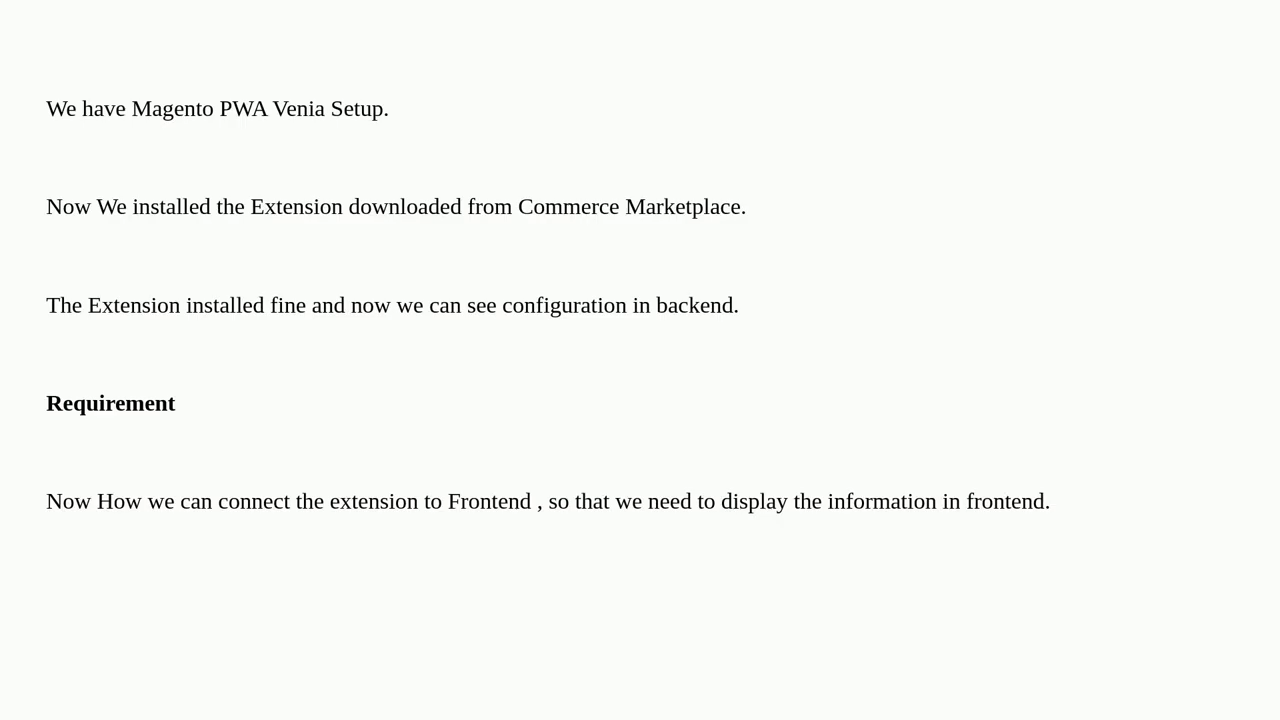 We have Magento PWA Venia Setup.
Now We installed the Extension downloaded from Commerce Marketplace.
The Extension installed fine and now we can see configuration in backend.
Requirement
Now How we can connect the extension to Frontend , so that we need to display the information in frontend.